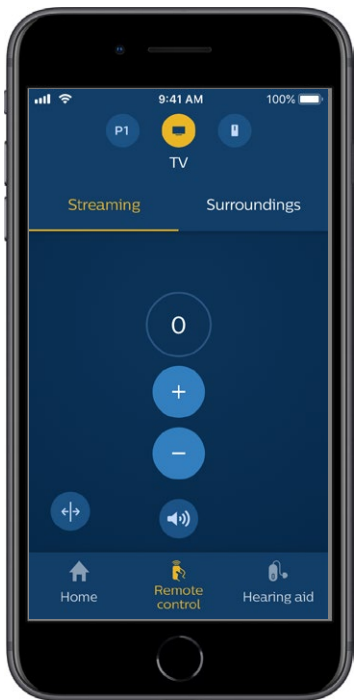 9:41 AM
100%
P1
TV
Streaming
Surroundings
0
+
−
Home
Remote
control
Hearing aid